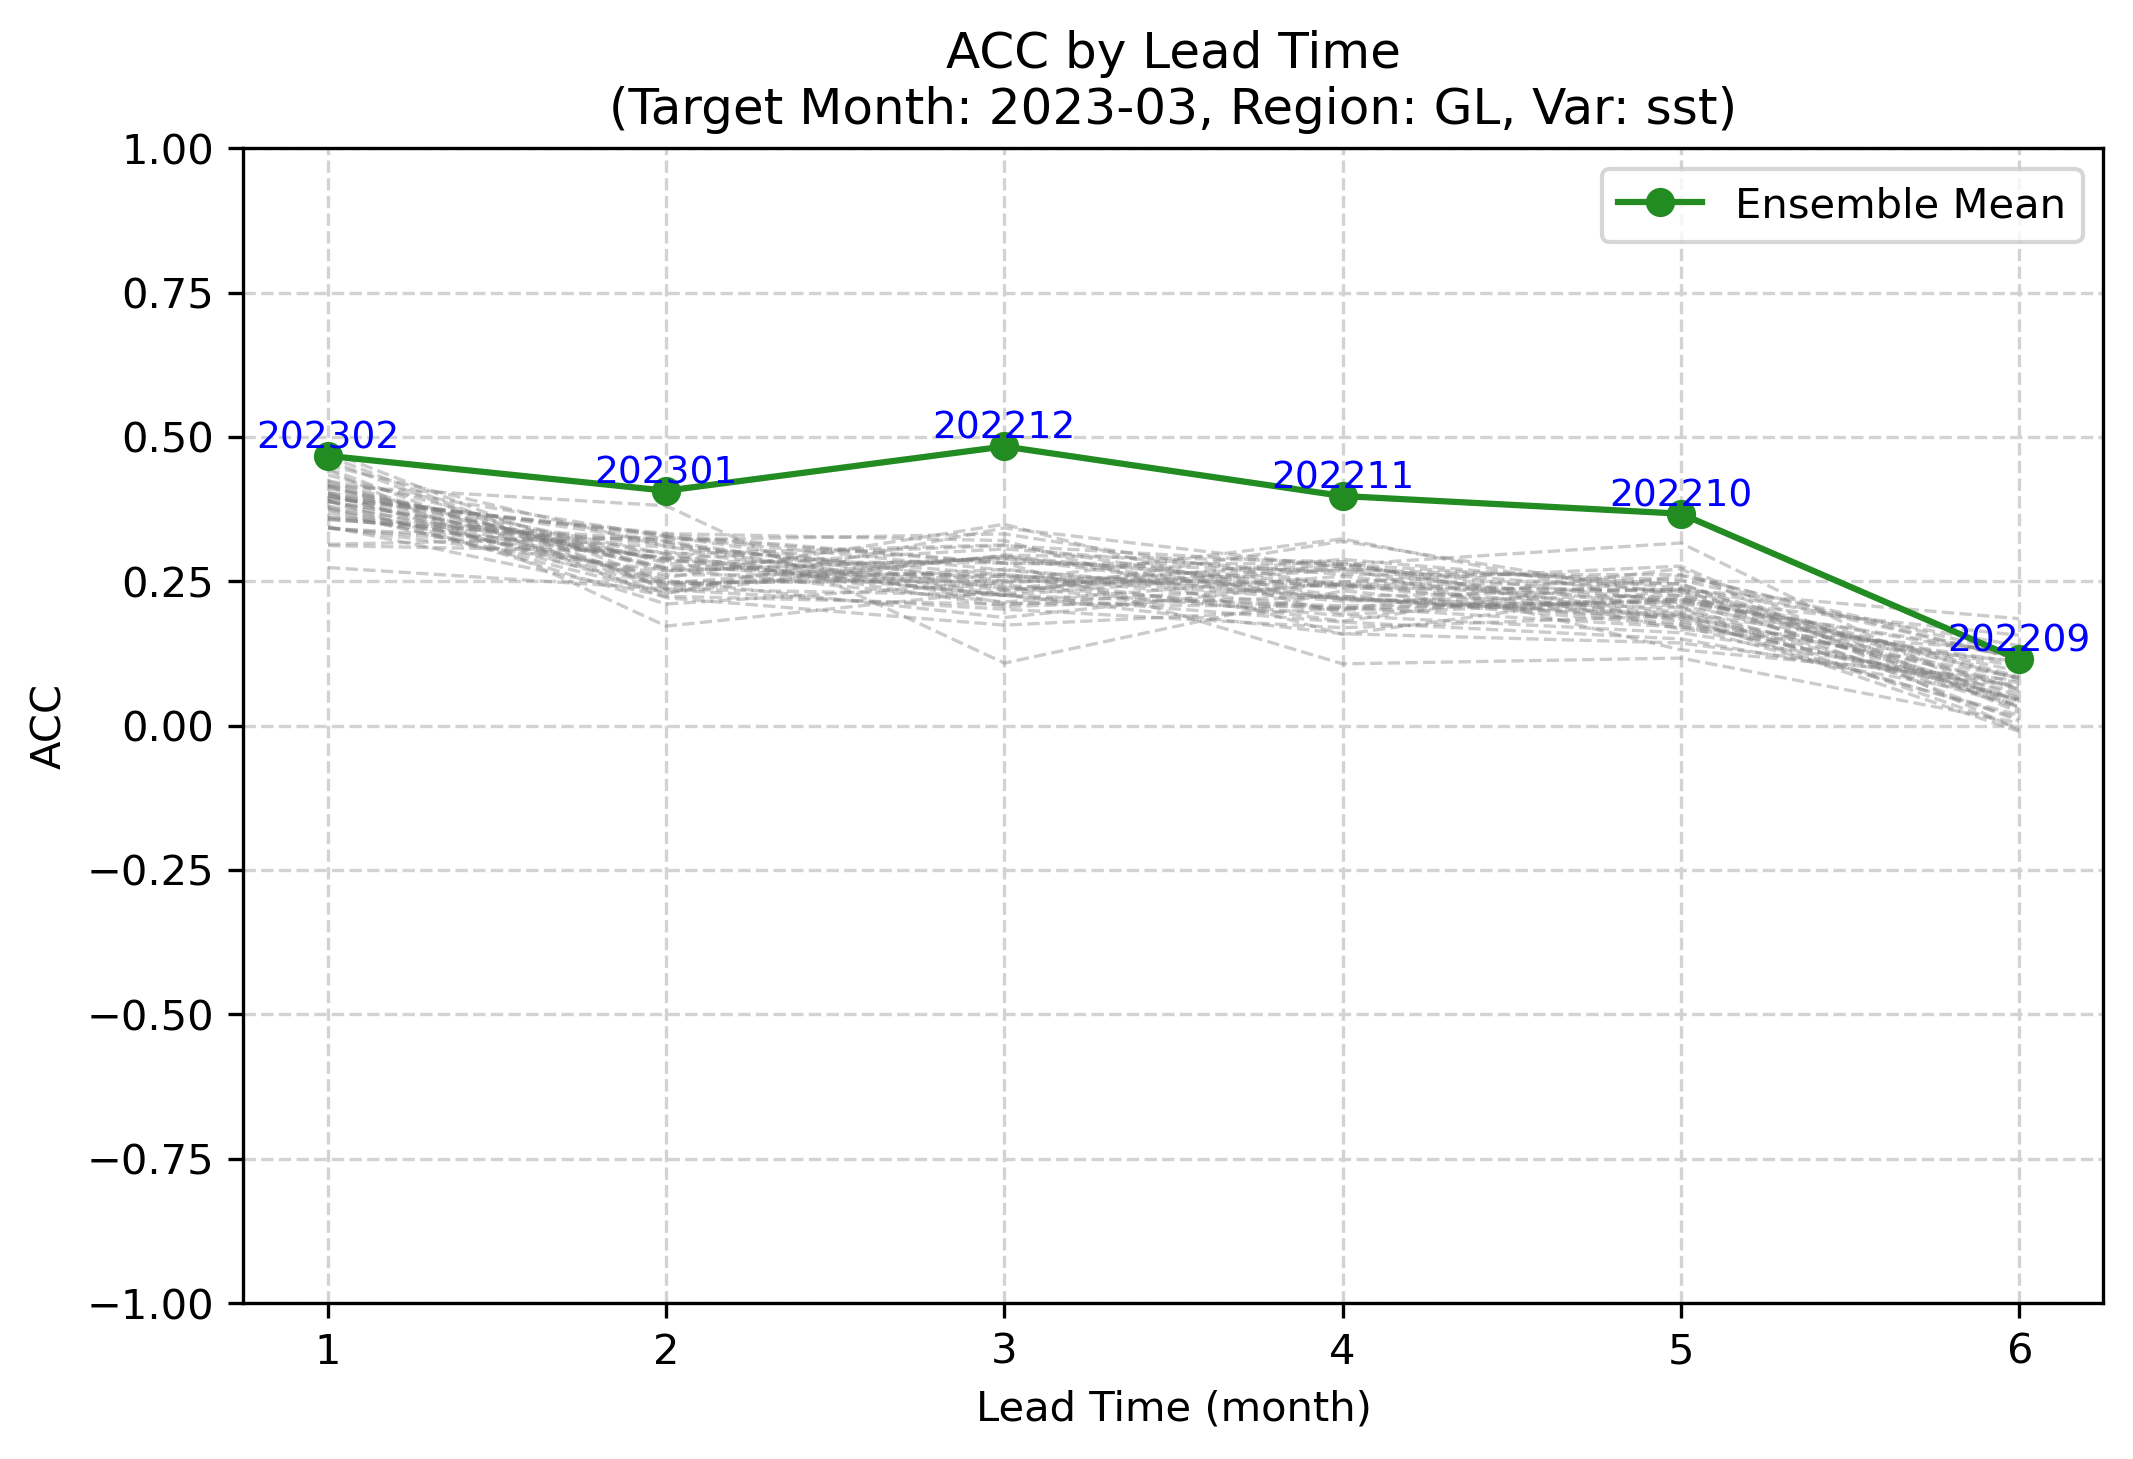 ACC by Lead Time
(Target Month: 2023-03, Region: GL, Var: sst)
Ensemble Mean
1.00
0.75
0.50
0.25
0.00
−0.25
−0.50
−0.75
−1.00
ACC
202302
202301
202212
202211
202210
202209
1 2 3 4 5 6
Lead Time (month)